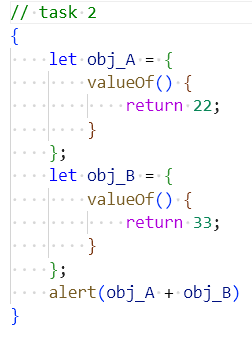 // task 2
{
    let obj_A = {
        valueOf() {
            return 22;
        }
    };
    let obj_B = {
        valueOf() {
            return 33;
        }
    };
    alert(obj_A + obj_B)
}